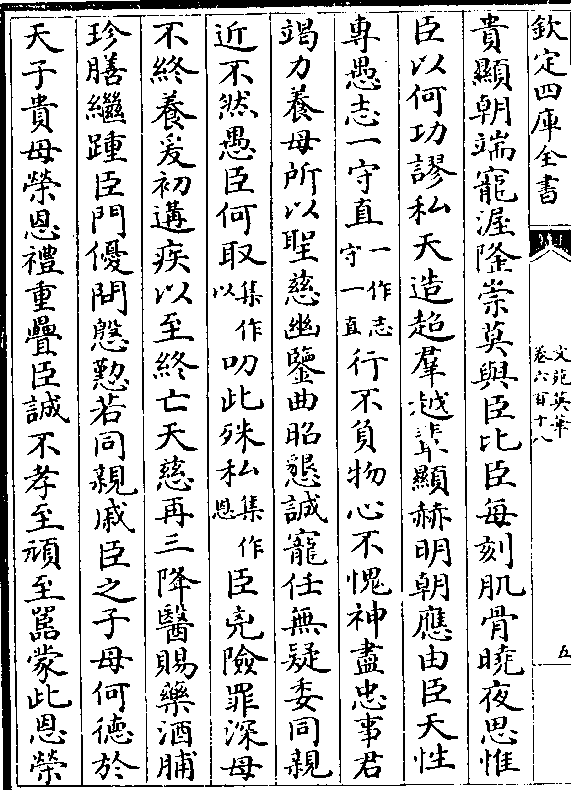 欽定四庫全書
文苑英華
卷六百十八
五
貴顯朝端寵渥隆崇莫與臣比臣每刻肌骨曉夜思惟
臣以何功謬私天造超羣越輩顯赫明朝應由臣天性
專愚志一守直一作志守一直行不負物心不愧神盡忠事君
竭力養母所以聖慈幽鑒曲昭懇誠寵任無疑委同親
近不然愚臣何取集作以叨此殊私集作恩臣兇險罪深母
不終養爰初遘疾以至終亡天慈再三降醫賜藥酒脯
珍膳繼踵臣門優問慇懃若同親戚臣之子母何德於
天子貴母榮恩禮重疊臣誠不孝至頑至嚚蒙此恩榮